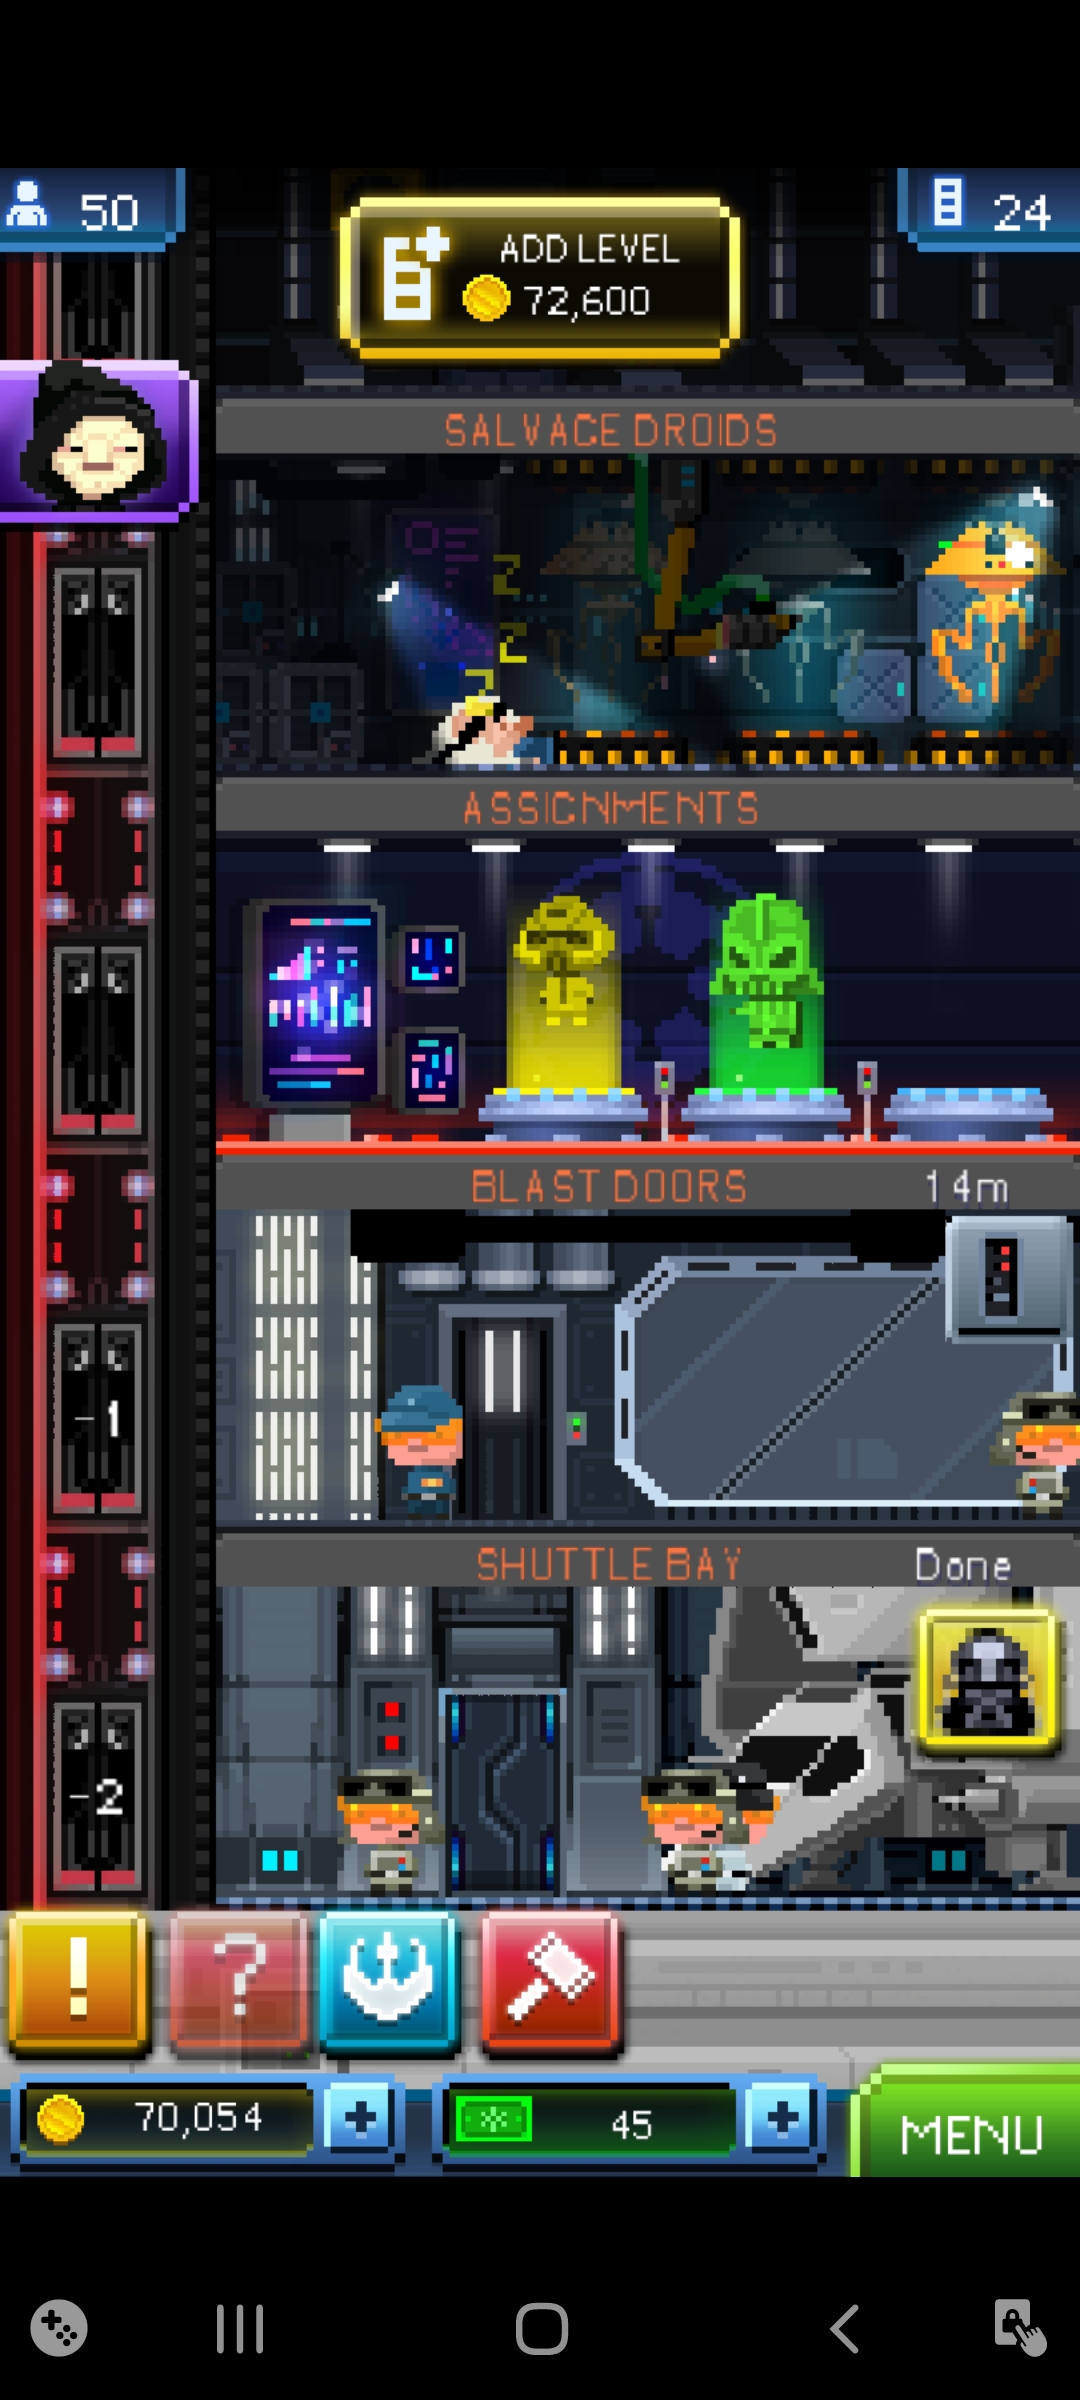 50
ADD LEVEL
72,600
24
SALVAGE DROIDS
Z
Z
Z
ASSIGNMENTS
BLAST DOORS 14m
-1
SHUTTLE BAY Done
-2
!
?
70,054
+
45
+
MENU